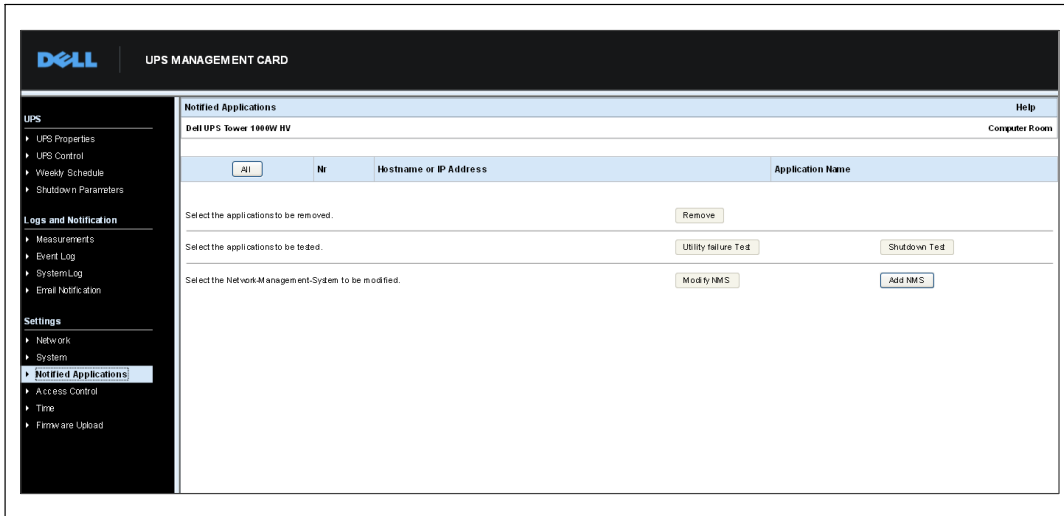 DELL
UPS MANAGEMENT CARD
UPS
UPS Properties
UPS Control
Weekly Schedule
Shutdown Parameters
Logs and Notification
Measurements
Event Log
System Log
Email Notification
Settings
Network
System
Notified Applications
Access Control
Time
Firmware Upload
Notified Applications Help
Dell UPS Tower 1000W HV Computer Room
All Nr Hostname or IP Address Application Name
Select the applications to be removed. Remove
Select the applications to be tested. Utility failure Test Shutdown Test
Select the Network-Management-System to be modified. Modify NMS Add NMS